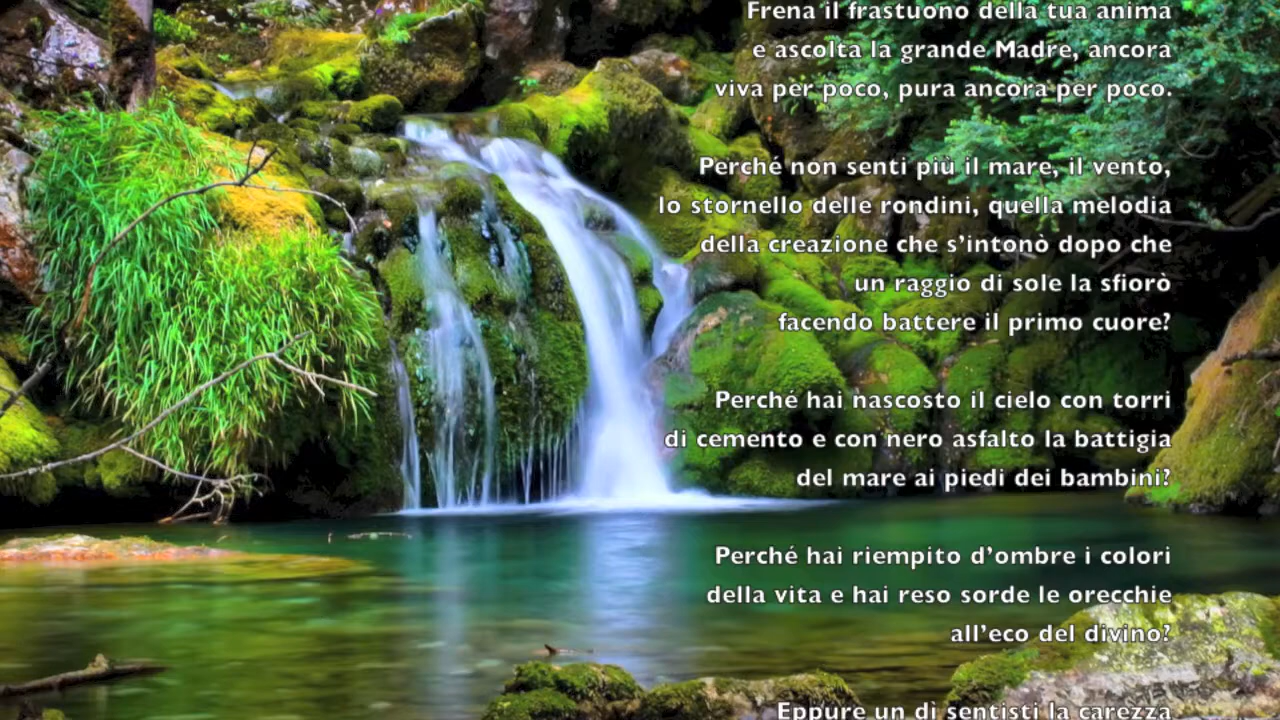 Frena il frastuono della tua anima
e ascolta la grande Madre, ancora
viva per poco, pura ancora per poco.
Perché non senti più il mare, il vento,
lo stornello delle rondini, quella melodia
della creazione che s’intonò dopo che
un raggio di sole la sfiorò
facendo battere il primo cuore?
Perché hai nascosto il cielo con torri
di cemento e con nero asfalto la battigia
del mare ai piedi dei bambini?
Perché hai riempito d’ombre i colori
della vita e hai reso sorde le orecchie
all’eco del divino?
Eppure un dì sentisti la carezza